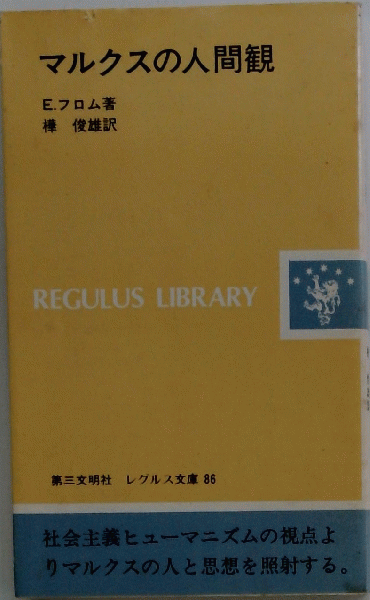 マルクスの人間観
E.フロム著
樺　俊雄訳
REGULUS LIBRARY
第三文明社　レグルス文庫 86
社会主義ヒューマニズムの視点よ
りマルクスの人と思想を照射する。